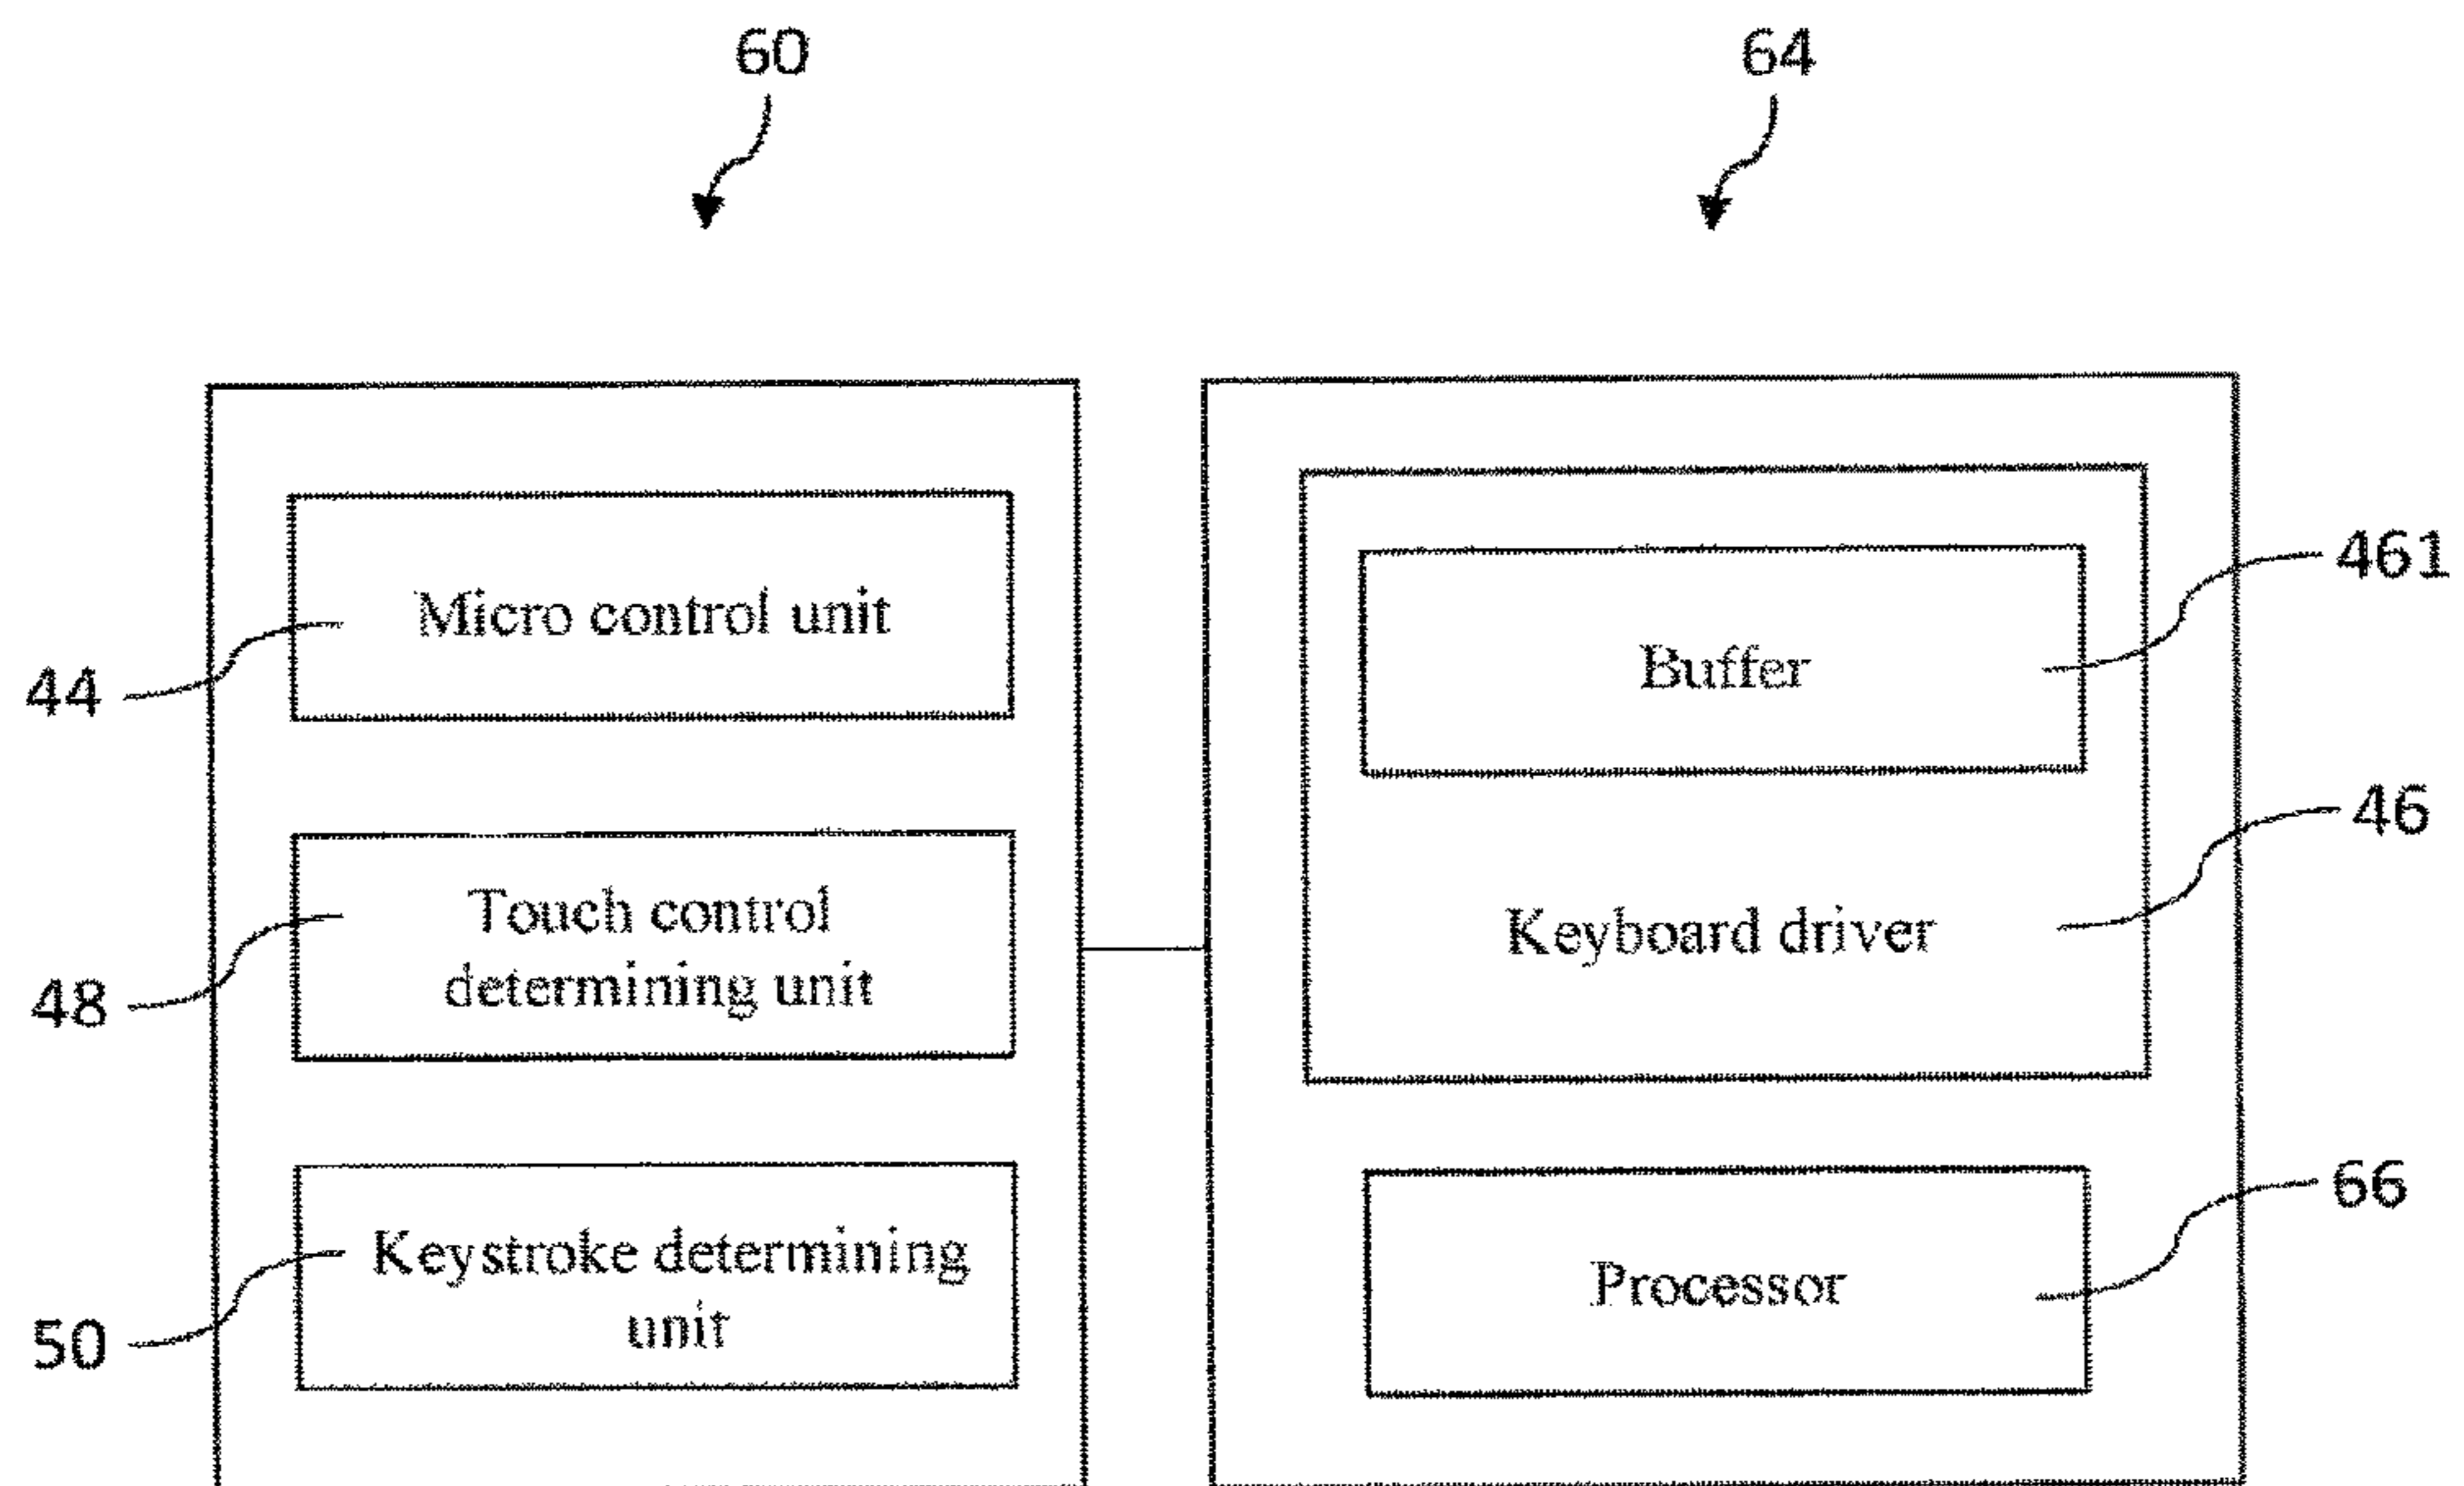 60
64
Micro control unit
44
Touch control
determining unit
48
Keystroke determining
unit
50
Buffer
461
Keyboard driver
46
Processor
66